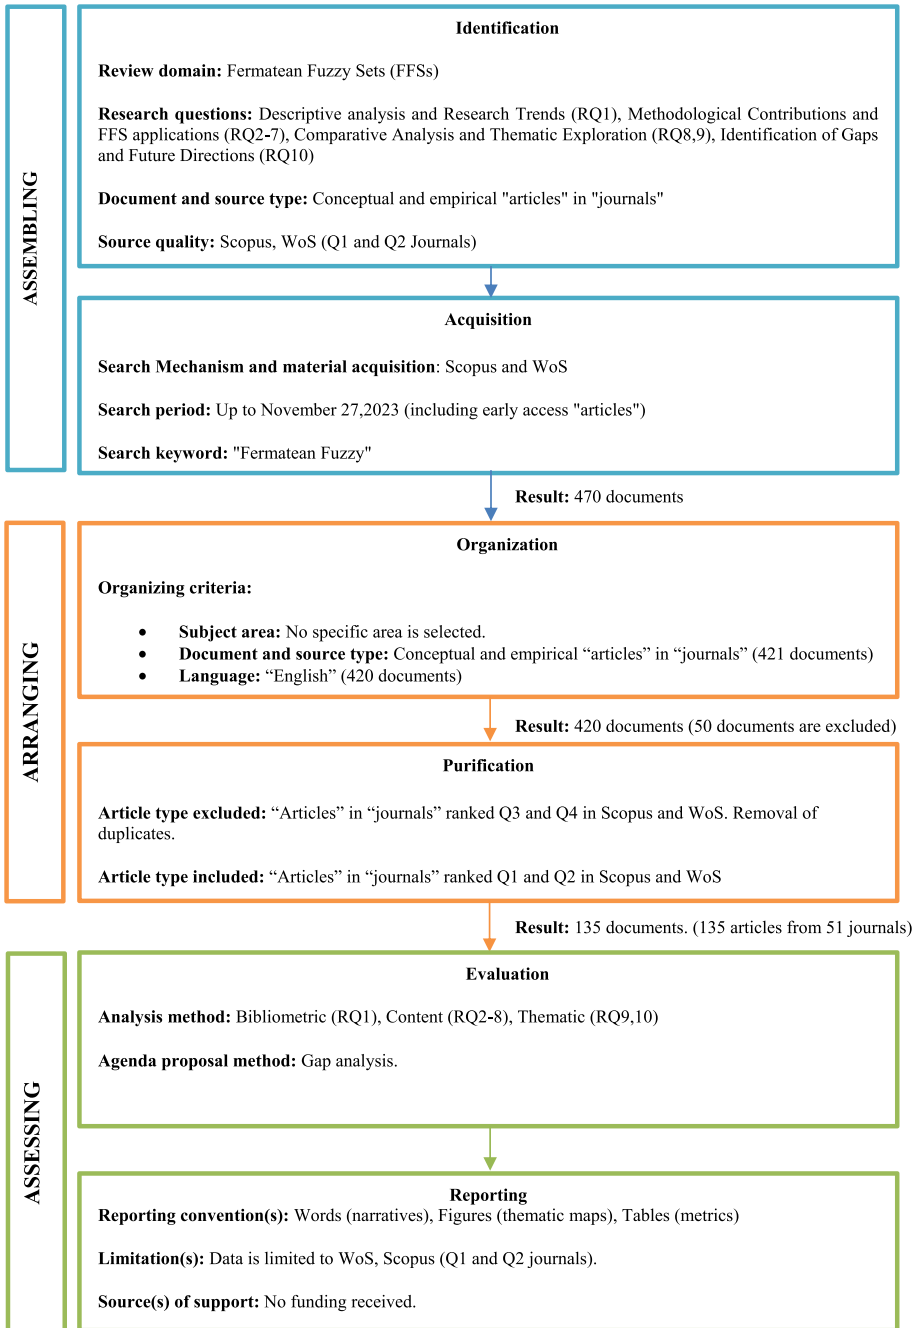 ASSEMBLING
Identification
Review domain: Fermatean Fuzzy Sets (FFSs)
Research questions: Descriptive analysis and Research Trends (RQ1), Methodological Contributions and
FFS applications (RQ2-7), Comparative Analysis and Thematic Exploration (RQ8,9), Identification of Gaps
and Future Directions (RQ10)
Document and source type: Conceptual and empirical "articles" in "journals"
Source quality: Scopus, WoS (Q1 and Q2 Journals)
Acquisition
Search Mechanism and material acquisition: Scopus and WoS
Search period: Up to November 27,2023 (including early access "articles")
Search keyword: "Fermatean Fuzzy"
Result: 470 documents
ARRANGING
Organization
Organizing criteria:
• Subject area: No specific area is selected.
• Document and source type: Conceptual and empirical “articles” in “journals” (421 documents)
• Language: “English” (420 documents)
Result: 420 documents (50 documents are excluded)
Purification
Article type excluded: “Articles” in “journals” ranked Q3 and Q4 in Scopus and WoS. Removal of
duplicates.
Article type included: “Articles” in “journals” ranked Q1 and Q2 in Scopus and WoS
Result: 135 documents. (135 articles from 51 journals)
ASSESSING
Evaluation
Analysis method: Bibliometric (RQ1), Content (RQ2-8), Thematic (RQ9,10)
Agenda proposal method: Gap analysis.
Reporting
Reporting convention(s): Words (narratives), Figures (thematic maps), Tables (metrics)
Limitation(s): Data is limited to WoS, Scopus (Q1 and Q2 journals).
Source(s) of support: No funding received.